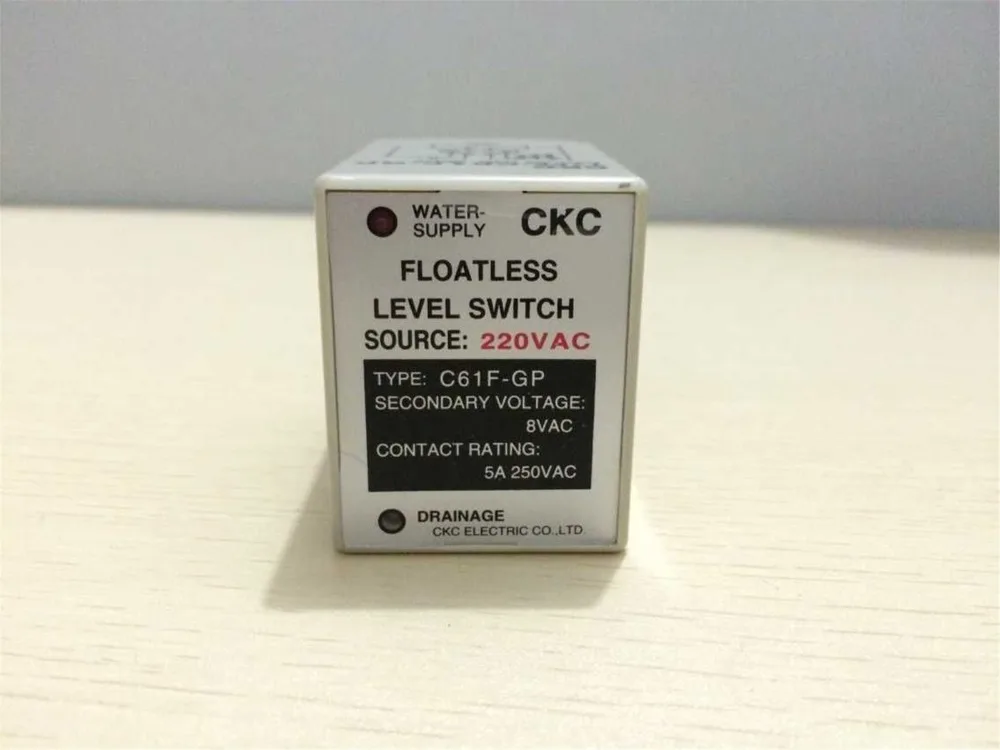 WATER-
SUPPLY
CKC
FLOATLESS
LEVEL SWITCH
SOURCE: 220VAC
TYPE: C61F-GP
SECONDARY VOLTAGE:
8VAC
CONTACT RATING:
5A 250VAC
DRAINAGE
CKC ELECTRIC CO.,LTD.